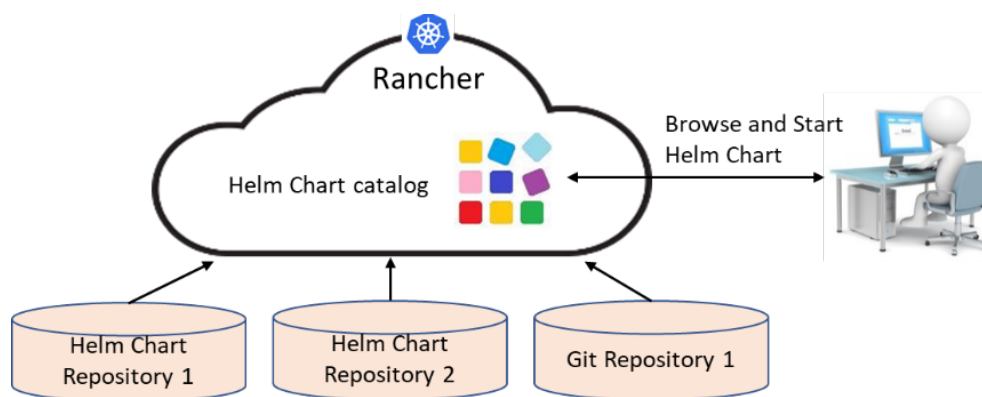 Rancher
Browse and Start
Helm Chart
Helm Chart catalog
Helm Chart
Repository 1
Helm Chart
Repository 2
Git Repository 1